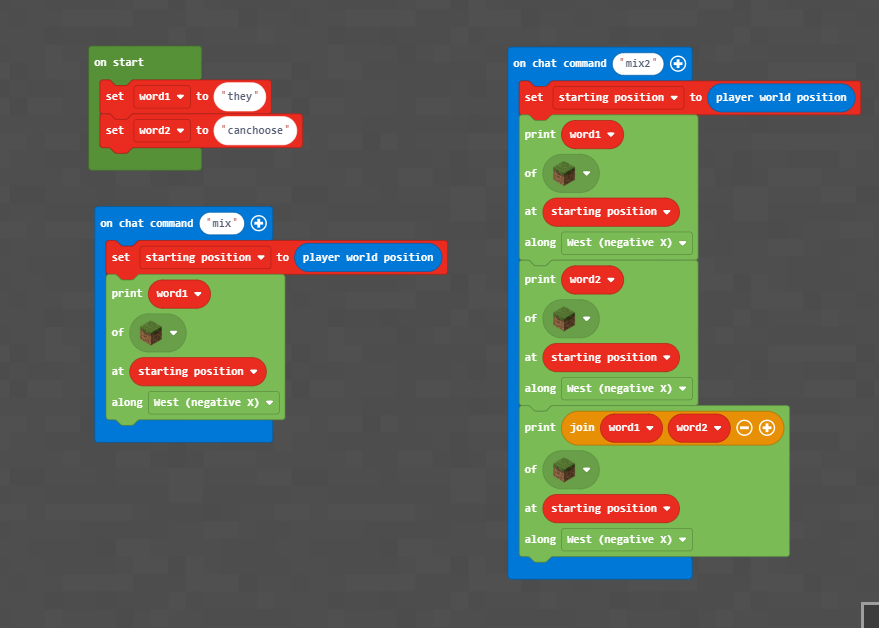 on start
set word1 to "they"
set word2 to "canchoose"
on chat command "mix"
set starting position to player world position
print word1
of
at starting position
along West (negative X)
on chat command "mix2"
set starting position to player world position
print word1
of
at starting position
along West (negative X)
print word2
of
at starting position
along West (negative X)
print join word1 word2
of
at starting position
along West (negative X)